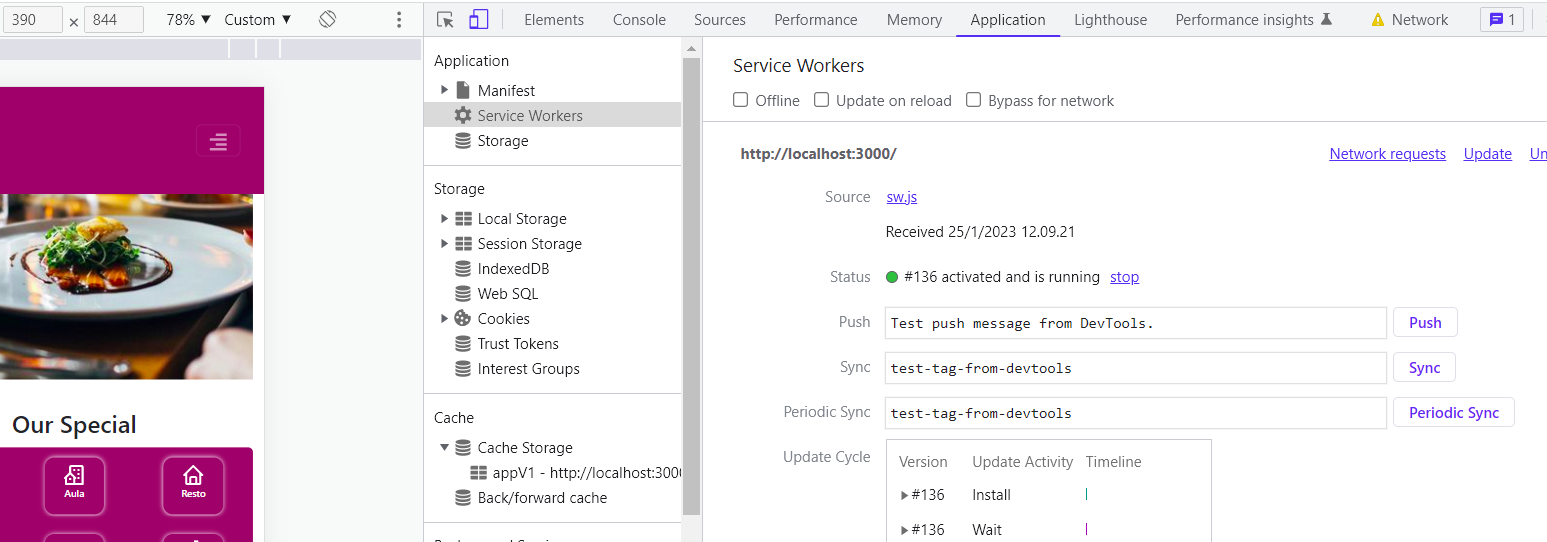 390 × 844 78% ▼ Custom ▼
Elements Console Sources Performance Memory Application Lighthouse Performance insights Network 1
Our Special
Aula
Resto
Application
Manifest
Service Workers
Storage
Storage
Local Storage
Session Storage
IndexedDB
Web SQL
Cookies
Trust Tokens
Interest Groups
Cache
Cache Storage
appV1 - http://localhost:300
Back/forward cache
Service Workers
Offline Update on reload Bypass for network
http://localhost:3000/ Network requests Update Un
Source sw.js
Received 25/1/2023 12.09.21
Status #136 activated and is running stop
Push Test push message from DevTools. Push
Sync test-tag-from-devtools Sync
Periodic Sync test-tag-from-devtools Periodic Sync
Update Cycle Version Update Activity Timeline
#136 Install
#136 Wait